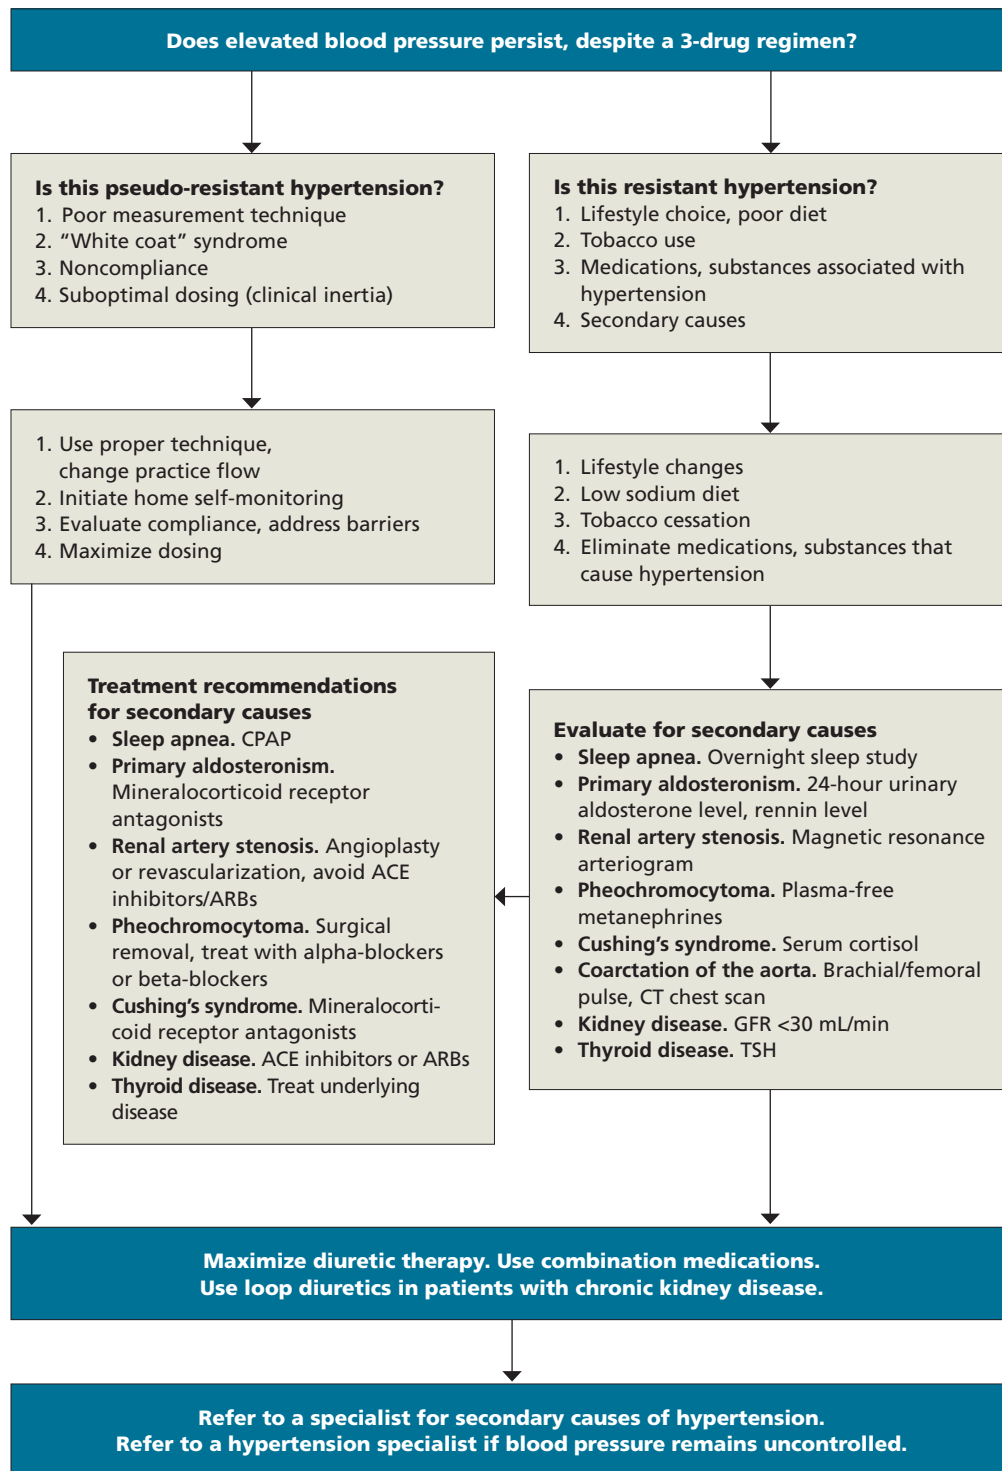 Does elevated blood pressure persist, despite a 3-drug regimen?
Is this pseudo-resistant hypertension?
1. Poor measurement technique
2. “White coat” syndrome
3. Noncompliance
4. Suboptimal dosing (clinical inertia)
Is this resistant hypertension?
1. Lifestyle choice, poor diet
2. Tobacco use
3. Medications, substances associated with
hypertension
4. Secondary causes
1. Use proper technique,
change practice flow
2. Initiate home self-monitoring
3. Evaluate compliance, address barriers
4. Maximize dosing
1. Lifestyle changes
2. Low sodium diet
3. Tobacco cessation
4. Eliminate medications, substances that
cause hypertension
Treatment recommendations
for secondary causes
• Sleep apnea. CPAP
• Primary aldosteronism.
Mineralocorticoid receptor
antagonists
• Renal artery stenosis. Angioplasty
or revascularization, avoid ACE
inhibitors/ARBs
• Pheochromocytoma. Surgical
removal, treat with alpha-blockers
or beta-blockers
• Cushing’s syndrome. Mineralocorti-
coid receptor antagonists
• Kidney disease. ACE inhibitors or ARBs
• Thyroid disease. Treat underlying
disease
Evaluate for secondary causes
• Sleep apnea. Overnight sleep study
• Primary aldosteronism. 24-hour urinary
aldosterone level, rennin level
• Renal artery stenosis. Magnetic resonance
arteriogram
• Pheochromocytoma. Plasma-free
metanephrines
• Cushing’s syndrome. Serum cortisol
• Coarctation of the aorta. Brachial/femoral
pulse, CT chest scan
• Kidney disease. GFR <30 mL/min
• Thyroid disease. TSH
Maximize diuretic therapy. Use combination medications.
Use loop diuretics in patients with chronic kidney disease.
Refer to a specialist for secondary causes of hypertension.
Refer to a hypertension specialist if blood pressure remains uncontrolled.